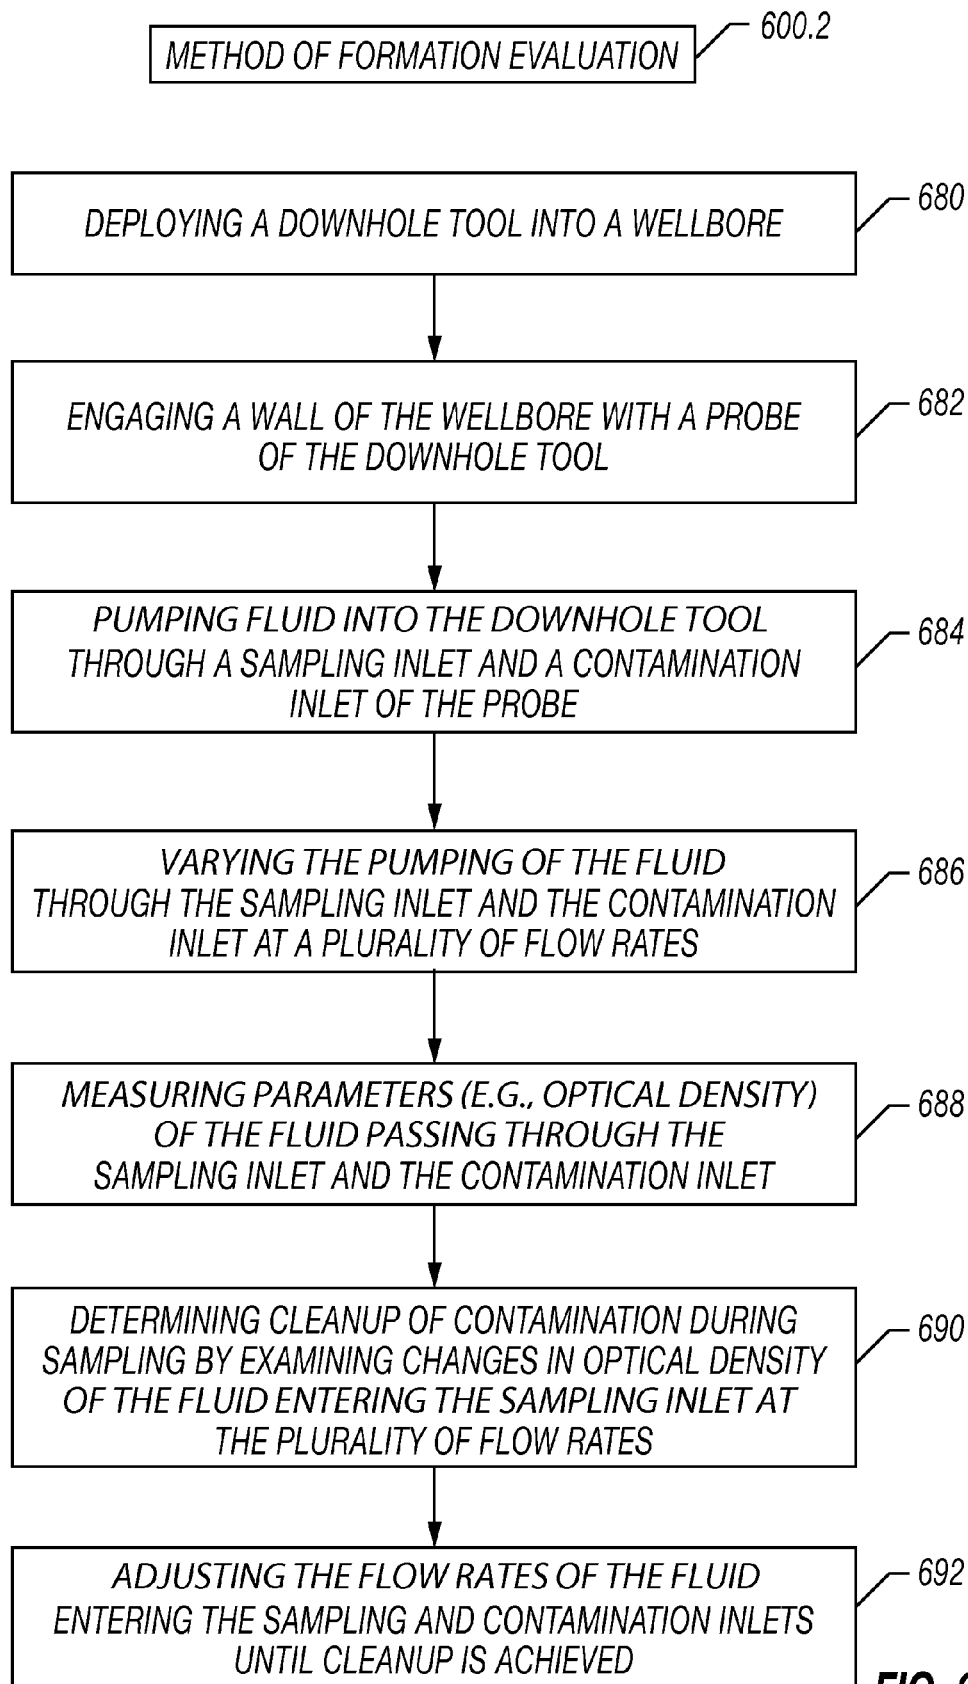 METHOD OF FORMATION EVALUATION
600.2
DEPLOYING A DOWNHOLE TOOL INTO A WELLBORE
680
ENGAGING A WALL OF THE WELLBORE WITH A PROBE
OF THE DOWNHOLE TOOL
682
PUMPING FLUID INTO THE DOWNHOLE TOOL
THROUGH A SAMPLING INLET AND A CONTAMINATION
INLET OF THE PROBE
684
VARYING THE PUMPING OF THE FLUID
THROUGH THE SAMPLING INLET AND THE CONTAMINATION
INLET AT A PLURALITY OF FLOW RATES
686
MEASURING PARAMETERS (E.G., OPTICAL DENSITY)
OF THE FLUID PASSING THROUGH THE
SAMPLING INLET AND THE CONTAMINATION INLET
688
DETERMINING CLEANUP OF CONTAMINATION DURING
SAMPLING BY EXAMINING CHANGES IN OPTICAL DENSITY
OF THE FLUID ENTERING THE SAMPLING INLET AT
THE PLURALITY OF FLOW RATES
690
ADJUSTING THE FLOW RATES OF THE FLUID
ENTERING THE SAMPLING AND CONTAMINATION INLETS
UNTIL CLEANUP IS ACHIEVED
692
FIG.